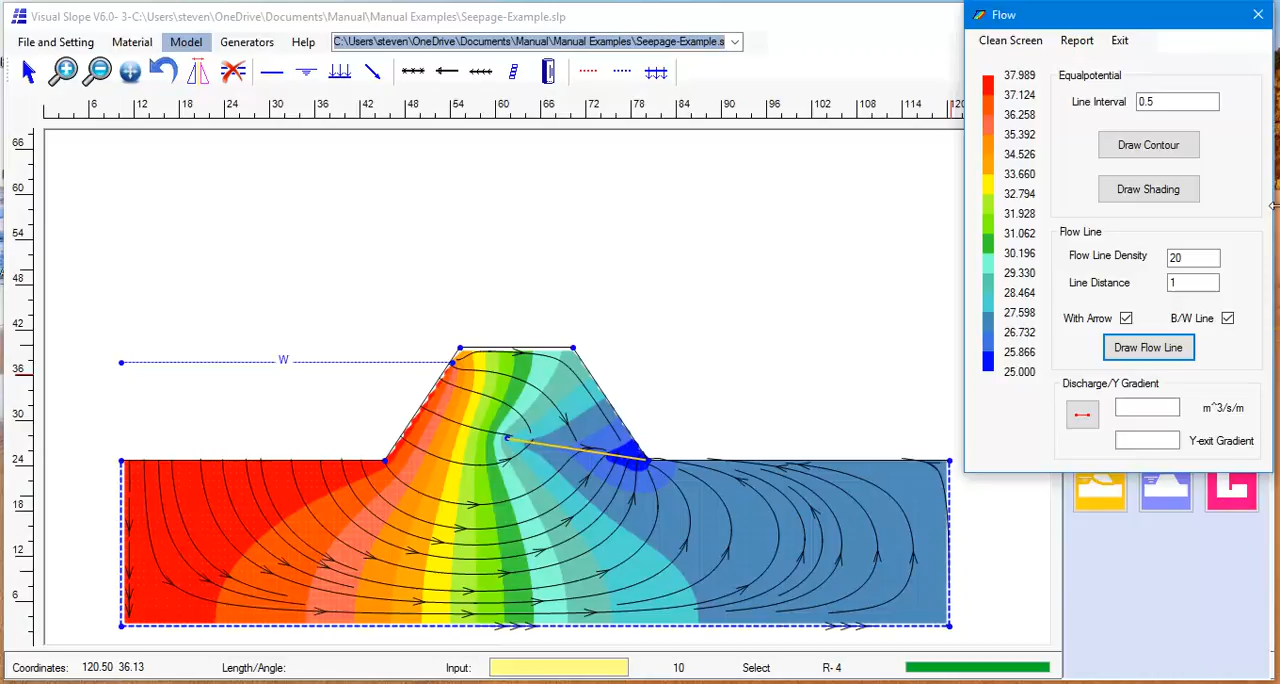 Visual Slope V6.0- 3-C:\Users\steven\OneDrive\Documents\Manual\Manual Examples\Seepage-Example.slp
File and Setting Material Model Generators Help C:\Users\steven\OneDrive\Documents\Manual\Manual Examples\Seepage-Example.s
6 12 18 24 30 36 42 48 54 60 66 72 78 84 90 96 102 108 114 120
66
60
54
48
42
36
30
24
18
12
6
W
Flow
Clean Screen Report Exit
37.989
37.124
36.258
35.392
34.526
33.660
32.794
31.928
31.062
30.196
29.330
28.464
27.598
26.732
25.866
25.000
Equalpotential
Line Interval 0.5
Draw Contour
Draw Shading
Flow Line
Flow Line Density 20
Line Distance 1
With Arrow B/W Line
Draw Flow Line
Discharge/Y Gradient
m^3/s/m
Y-exit Gradient
G
Coordinates: 120.50 36.13 Length/Angle: Input: 10 Select R- 4